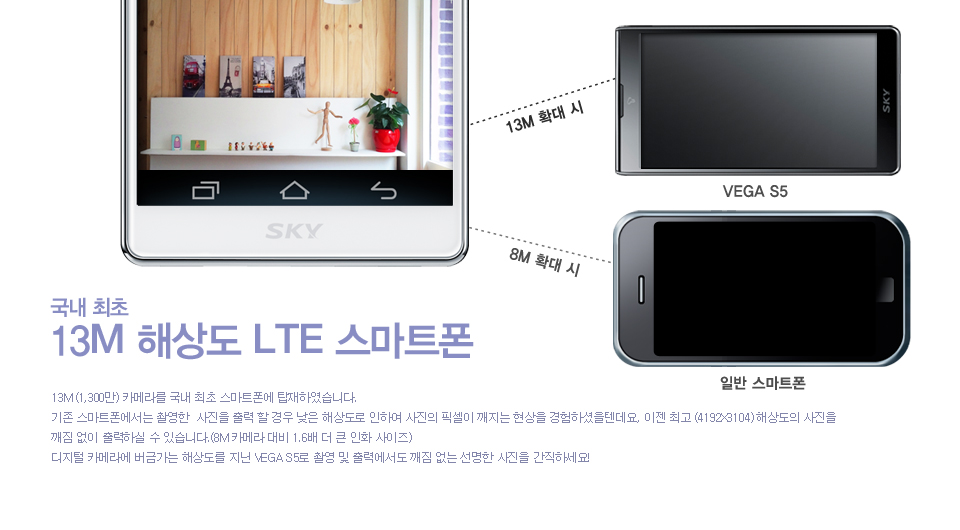 13M 확대 시
SKY
VEGA S5
SKY
8M 확대 시
일반 스마트폰
국내 최초
13M 해상도 LTE 스마트폰
13M (1,300만) 카메라를 국내 최초 스마트폰에 탑재하였습니다.
기존 스마트폰에서는 촬영한 사진을 출력 할 경우 낮은 해상도로 인하여 사진의 픽셀이 깨지는 현상을 경험하셨을텐데요, 이젠 최고 (4192×3104) 해상도의 사진을
깨짐 없이 출력하실 수 있습니다.(8M 카메라 대비 1.6배 더 큰 인화 사이즈)
디지털 카메라에 버금가는 해상도를 지닌 VEGA S5로 촬영 및 출력에서도 깨짐 없는 선명한 사진을 간직하세요!